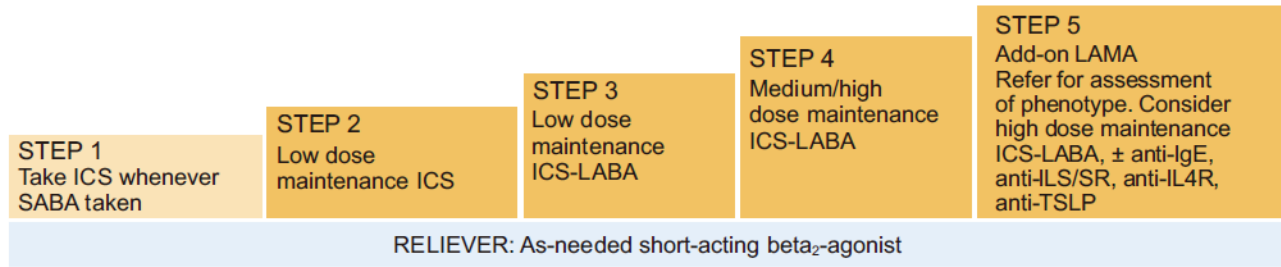 STEP 1
Take ICS whenever
SABA taken
STEP 2
Low dose
maintenance ICS
STEP 3
Low dose
maintenance
ICS-LABA
STEP 4
Medium/high
dose maintenance
ICS-LABA
STEP 5
Add-on LAMA
Refer for assessment
of phenotype. Consider
high dose maintenance
ICS-LABA, ± anti-IgE,
anti-ILS/SR, anti-IL4R,
anti-TSLP
RELIEVER: As-needed short-acting beta₂-agonist